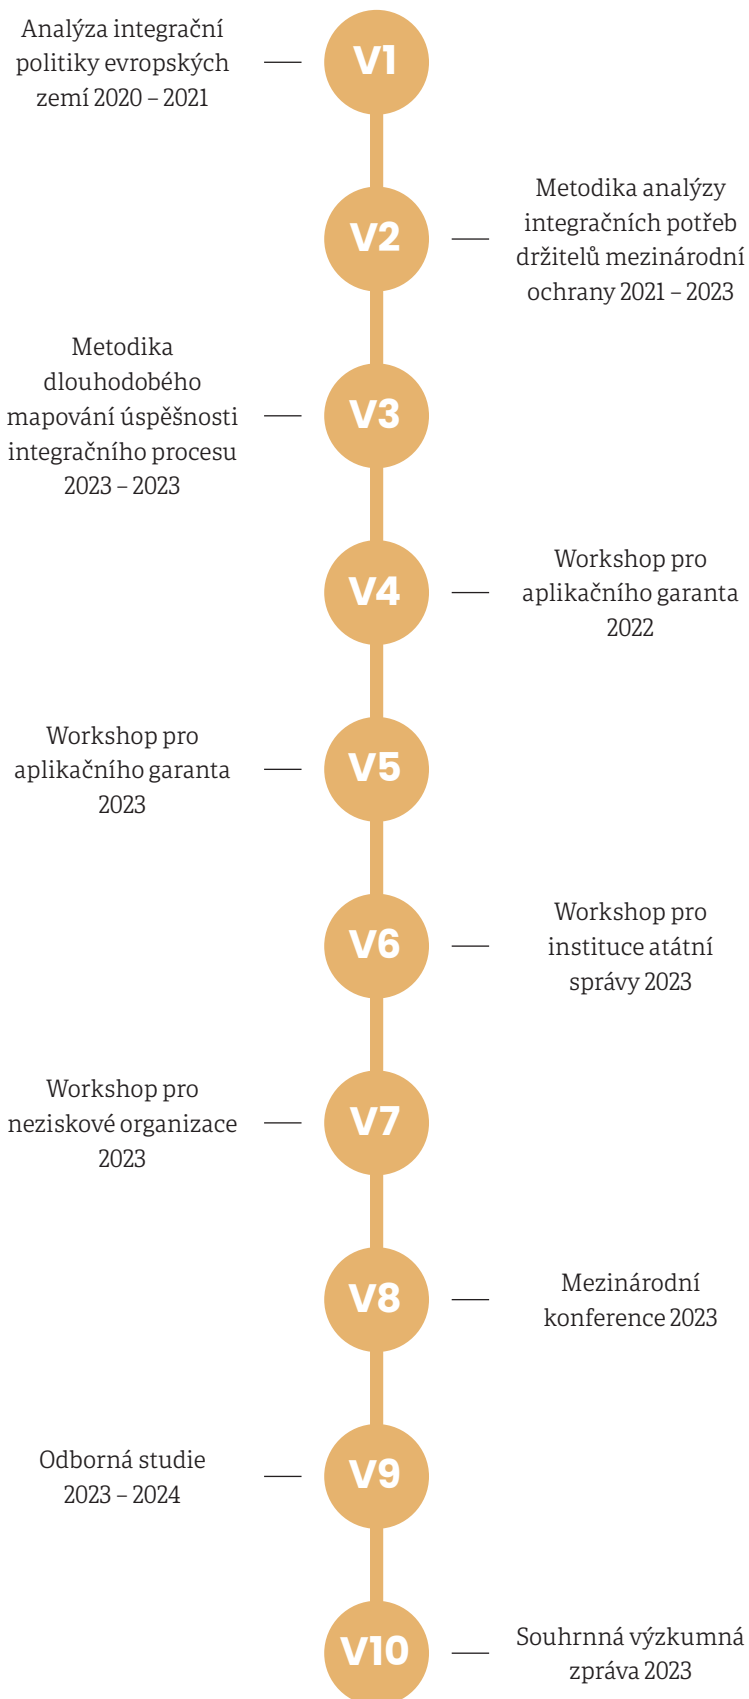 Analýza integrační
politiky evropských
zemí 2020 – 2021
V1
V2
Metodika analýzy
integračních potřeb
držitelů mezinárodní
ochrany 2021 – 2023
Metodika
dlouhodobého
mapování úspěšnosti
integračního procesu
2023 – 2023
V3
V4
Workshop pro
aplikačního garanta
2022
Workshop pro
aplikačního garanta
2023
V5
V6
Workshop pro
instituce atátní
správy 2023
Workshop pro
neziskové organizace
2023
V7
V8
Mezinárodní
konference 2023
Odborná studie
2023 – 2024
V9
V10
Souhrnná výzkumná
zpráva 2023